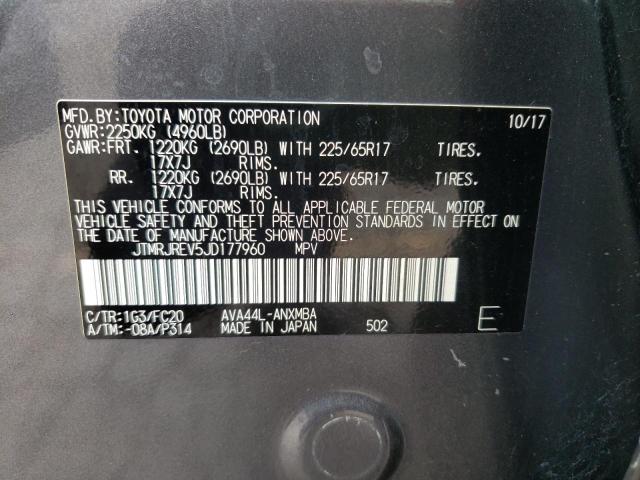 MFD.BY:TOYOTA MOTOR CORPORATION 10/17
GVWR:2250KG (4960LB)
GAWR:FRT. 1220KG (2690LB) WITH 225/65R17 TIRES.
17X7J RIMS.
RR. 1220KG (2690LB) WITH 225/65R17 TIRES.
17X7J RIMS.
THIS VEHICLE CONFORMS TO ALL APPLICABLE FEDERAL MOTOR
VEHICLE SAFETY AND THEFT PREVENTION STANDARDS IN EFFECT ON
THE DATE OF MANUFACTURE SHOWN ABOVE.
JTMRJREV5JD177960 MPV
C/TR:1G3/FC20 AVA44L-ANXMBA
A/TM:-08A/P314 MADE IN JAPAN 502 E